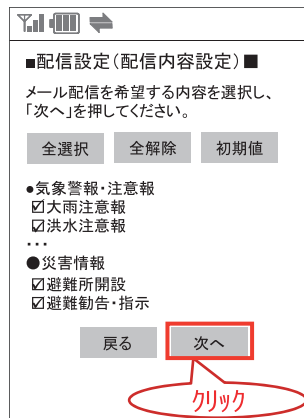 ■配信設定(配信内容設定)■
メール配信を希望する内容を選択し、
「次へ」を押してください。
全選択 全解除 初期値
●気象警報・注意報
☑大雨注意報
☑洪水注意報
･･･
●災害情報
☑避難所開設
☑避難勧告・指示
戻る 次へ
クリック